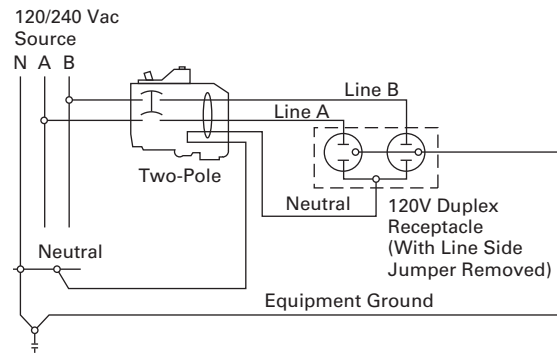 120/240 Vac
Source
N A B
Line B
Line A
Two-Pole
Neutral
120V Duplex
Receptacle
(With Line Side
Jumper Removed)
Neutral
Equipment Ground